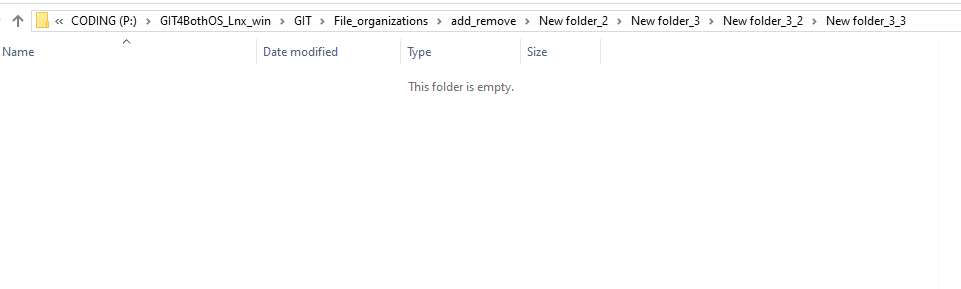 « CODING (P:) > GIT4BothOS_Lnx_win > GIT > File_organizations > add_remove > New folder_2 > New folder_3 > New folder_3_2 > New folder_3_3
Name Date modified Type Size
This folder is empty.